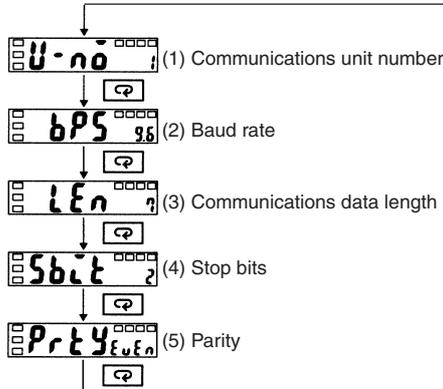 U-no 1 (1) Communications unit number
bPS 9.6 (2) Baud rate
LEn 7 (3) Communications data length
Sbit 2 (4) Stop bits
PrtY EvEn (5) Parity